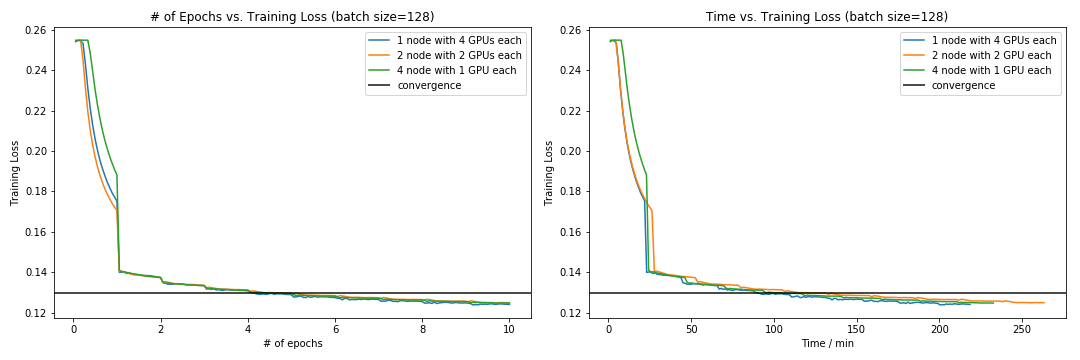 # of Epochs vs. Training Loss (batch size=128)
0.26
0.24
0.22
0.20
0.18
0.16
0.14
0.12
Training Loss
1 node with 4 GPUs each
2 node with 2 GPUs each
4 node with 1 GPU each
convergence
0
2
4
6
8
10
# of epochs
Time vs. Training Loss (batch size=128)
0.26
0.24
0.22
0.20
0.18
0.16
0.14
0.12
Training Loss
1 node with 4 GPUs each
2 node with 2 GPUs each
4 node with 1 GPU each
convergence
0
50
100
150
200
250
Time / min